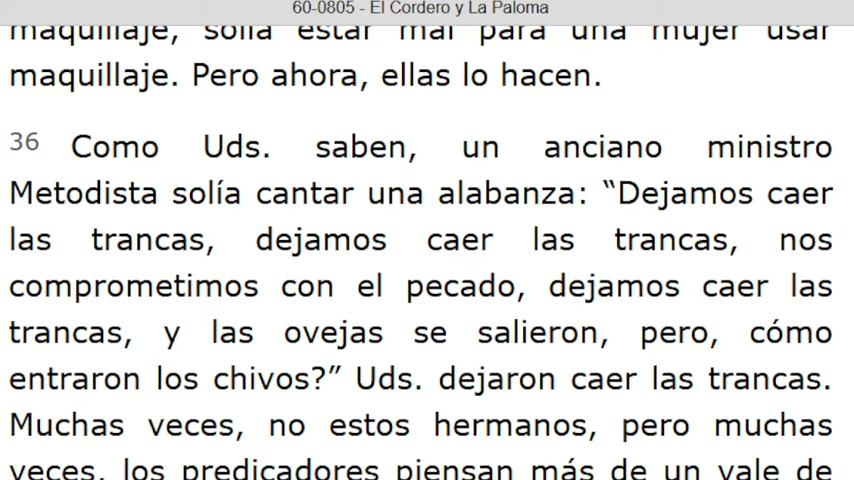 60-0805 - El Cordero y La Paloma
maquillaje, solía estar mal para una mujer usar
maquillaje. Pero ahora, ellas lo hacen.
36 Como Uds. saben, un anciano ministro
Metodista solía cantar una alabanza: “Dejamos caer
las trancas, dejamos caer las trancas, nos
comprometimos con el pecado, dejamos caer las
trancas, y las ovejas se salieron, pero, cómo
entraron los chivos?” Uds. dejaron caer las trancas.
Muchas veces, no estos hermanos, pero muchas
veces, los predicadores piensan más de un vale de